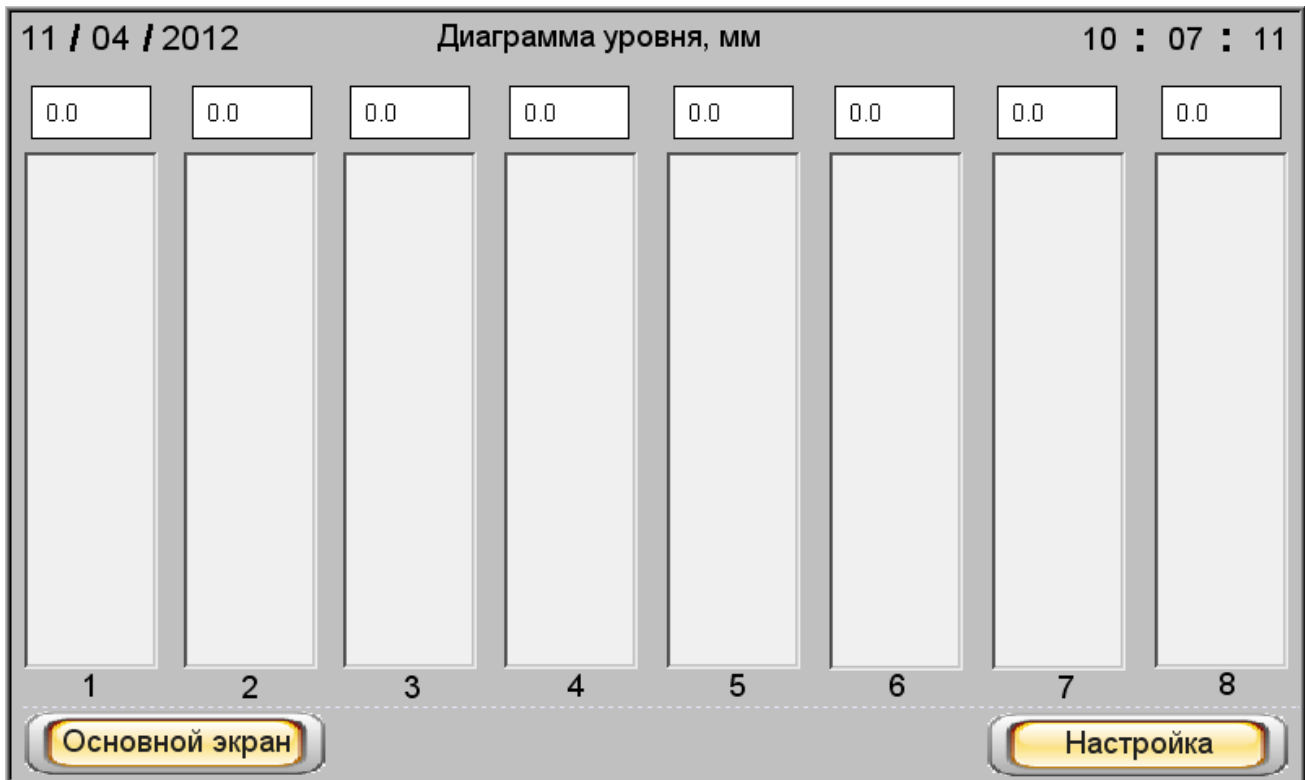 11 / 04 / 2012 Диаграмма уровня, мм 10 : 07 : 11
0.0 0.0 0.0 0.0 0.0 0.0 0.0 0.0
1 2 3 4 5 6 7 8
Основной экран Настройка